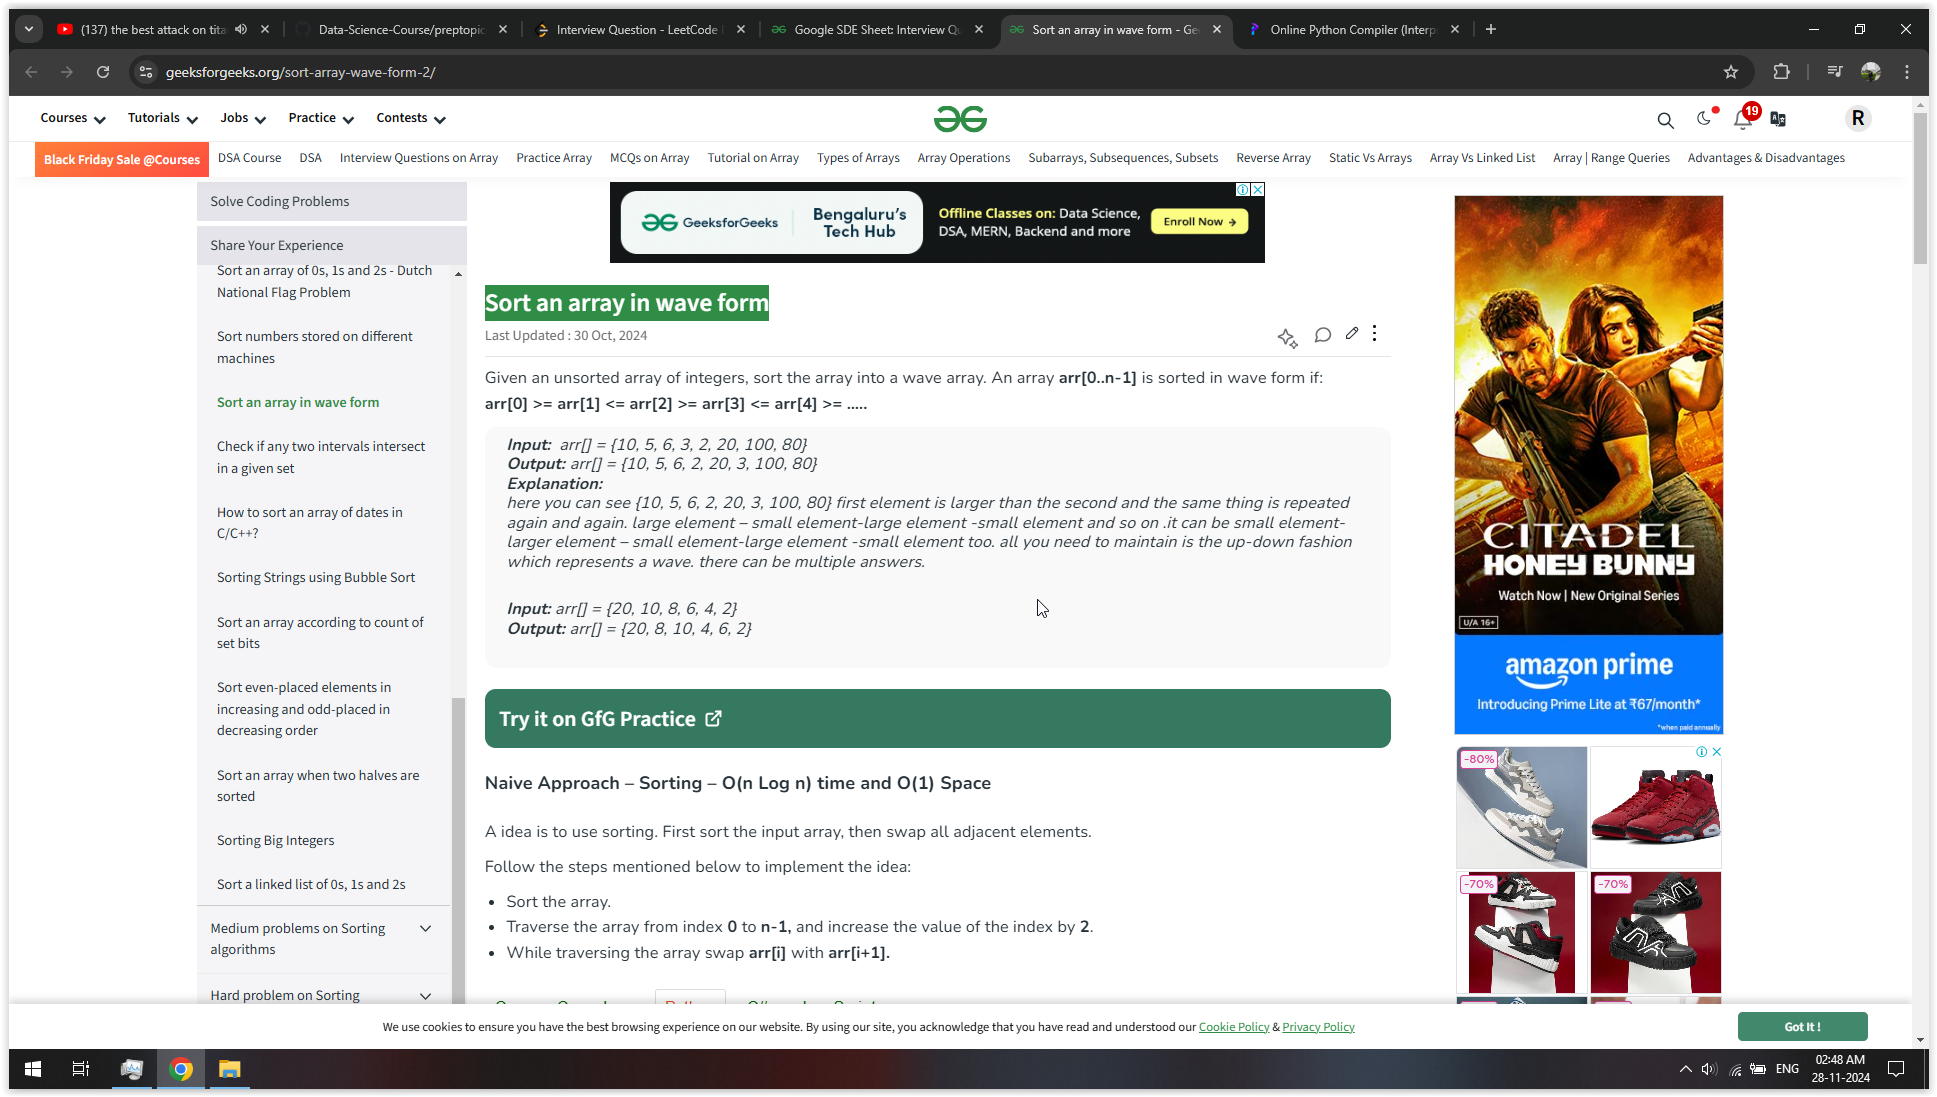 (137) the best attack on tita
Data-Science-Course/preptopic
Interview Question - LeetCode
Google SDE Sheet: Interview Qu
Sort an array in wave form - Ge
Online Python Compiler (Interp
geeksforgeeks.org/sort-array-wave-form-2/
Courses Tutorials Jobs Practice Contests
19
R
Black Friday Sale @Courses DSA Course DSA Interview Questions on Array Practice Array MCQs on Array Tutorial on Array Types of Arrays Array Operations Subarrays, Subsequences, Subsets Reverse Array Static Vs Arrays Array Vs Linked List Array | Range Queries Advantages & Disadvantages
Solve Coding Problems
Share Your Experience
Sort an array of 0s, 1s and 2s - Dutch
National Flag Problem
Sort numbers stored on different
machines
Sort an array in wave form
Check if any two intervals intersect
in a given set
How to sort an array of dates in
C/C++?
Sorting Strings using Bubble Sort
Sort an array according to count of
set bits
Sort even-placed elements in
increasing and odd-placed in
decreasing order
Sort an array when two halves are
sorted
Sorting Big Integers
Sort a linked list of 0s, 1s and 2s
Medium problems on Sorting
algorithms
Hard problem on Sorting
GeeksforGeeks
Bengaluru's
Tech Hub
Offline Classes on: Data Science,
DSA, MERN, Backend and more
Enroll Now →
Sort an array in wave form
Last Updated : 30 Oct, 2024
Given an unsorted array of integers, sort the array into a wave array. An array arr[0..n-1] is sorted in wave form if:
arr[0] >= arr[1] <= arr[2] >= arr[3] <= arr[4] >= …..
Input:  arr[] = {10, 5, 6, 3, 2, 20, 100, 80}
Output: arr[] = {10, 5, 6, 2, 20, 3, 100, 80}
Explanation:
here you can see {10, 5, 6, 2, 20, 3, 100, 80} first element is larger than the second and the same thing is repeated
again and again. large element – small element-large element -small element and so on .it can be small element-
larger element – small element-large element -small element too. all you need to maintain is the up-down fashion
which represents a wave. there can be multiple answers.
Input: arr[] = {20, 10, 8, 6, 4, 2}
Output: arr[] = {20, 8, 10, 4, 6, 2}
Try it on GfG Practice
Naive Approach – Sorting – O(n Log n) time and O(1) Space
A idea is to use sorting. First sort the input array, then swap all adjacent elements.
Follow the steps mentioned below to implement the idea:
• Sort the array.
• Traverse the array from index 0 to n-1, and increase the value of the index by 2.
• While traversing the array swap arr[i] with arr[i+1].
CITADEL
HONEY BUNNY
Watch Now | New Original Series
U/A 16+
amazon prime
Introducing Prime Lite at ₹67/month*
*when paid annually
-80%
-70%
-70%
We use cookies to ensure you have the best browsing experience on our website. By using our site, you acknowledge that you have read and understood our Cookie Policy & Privacy Policy
Got It !
ENG
02:48 AM
28-11-2024